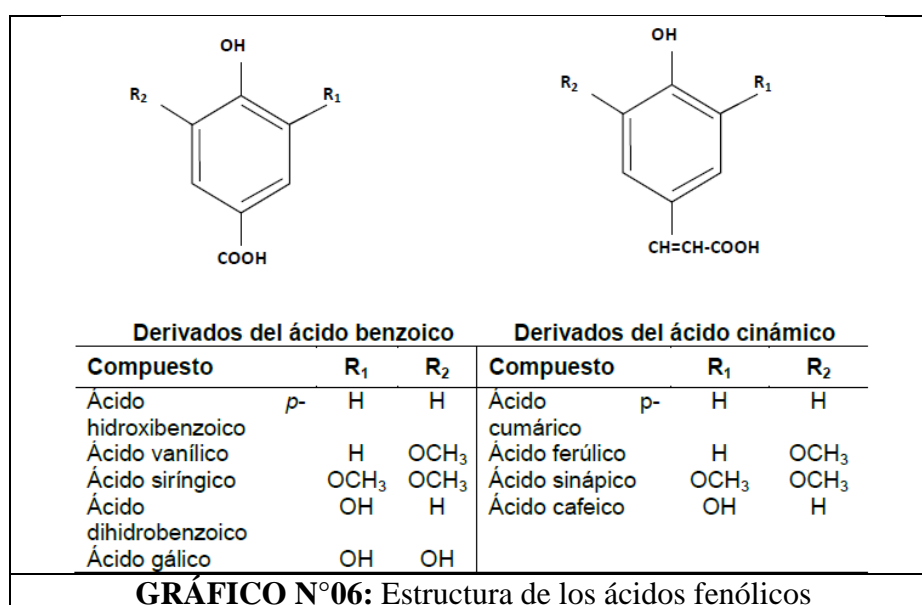 OH
R₂
R₁
COOH
OH
R₂
R₁
CH=CH-COOH
Derivados del ácido benzoico Derivados del ácido cinámico
Compuesto R₁ R₂ Compuesto R₁ R₂
Ácido p- H H Ácido p- H H
hidroxibenzoico cumárico
Ácido vanílico H OCH₃ Ácido ferúlico H OCH₃
Ácido siríngico OCH₃ OCH₃ Ácido sinápico OCH₃ OCH₃
Ácido OH H Ácido cafeico OH H
dihidrobenzoico
Ácido gálico OH OH
GRÁFICO N°06: Estructura de los ácidos fenólicos